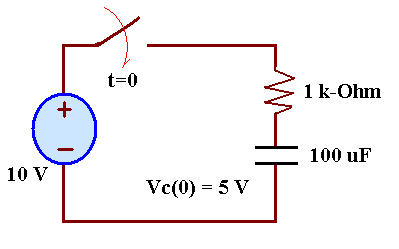 t=0
1 k-Ohm
+
100 uF
−
10 V
Vc(0) = 5 V